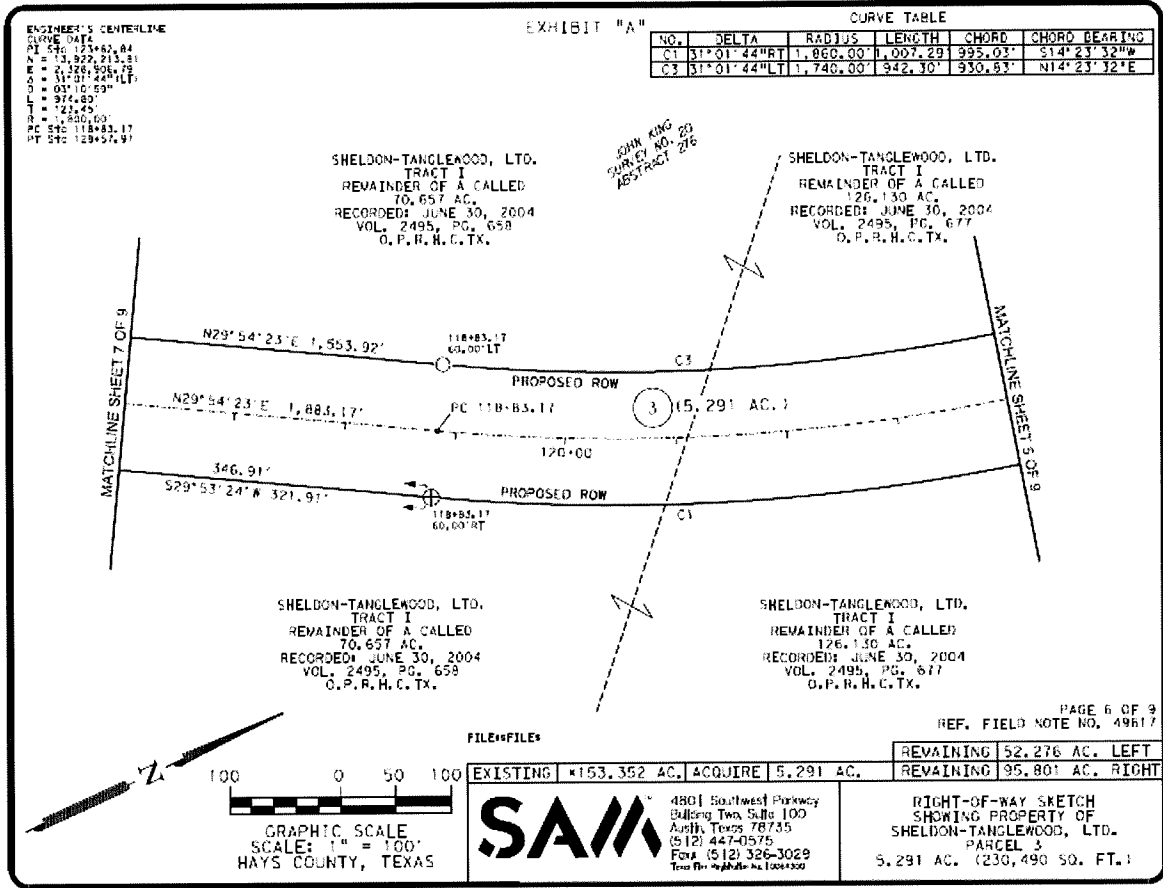 EXHIBIT "A"
ENGINEER'S CENTERLINE
CURVE DATA
PI Sta 123+82.84
N = 13,922,213.81
E = 2,328,906.79
Δ = 31°01'44"(LT)
D = 03°10'59"
L = 974.80'
R = 1,800.00'
PC Sta 118+83.17
PT Sta 128+57.97
CURVE TABLE
NO. DELTA RADIUS LENGTH CHORD CHORD BEARING
C1 31°01'44"RT 1,860.00' 1,007.29' 995.03' S14°23'32"W
C3 31°01'44"LT 1,740.00' 942.30' 930.83' N14°23'32"E
JOHN KING
SURVEY NO. 20
ABSTRACT 276
SHELDON-TANGLEWOOD, LTD.
TRACT I
REMAINDER OF A CALLED
70.657 AC.
RECORDED: JUNE 30, 2004
VOL. 2495, PG. 658
O.P.R.H.C.TX.
SHELDON-TANGLEWOOD, LTD.
TRACT I
REMAINDER OF A CALLED
126.130 AC.
RECORDED: JUNE 30, 2004
VOL. 2495, PG. 677
O.P.R.H.C.TX.
MATCHLINE SHEET 7 OF 9
N29°54'23"E 1,553.92'
118+83.17
60.00'LT
C3
PROPOSED ROW
MATCHLINE SHEET 5 OF 9
N29°54'23"E 1,883.17'
PC 118+83.17
3 (5.291 AC.)
120+00
346.91'
S29°53'24"W 321.91'
PROPOSED ROW
118+83.17
60.00'RT
C1
SHELDON-TANGLEWOOD, LTD.
TRACT I
REMAINDER OF A CALLED
70.657 AC.
RECORDED: JUNE 30, 2004
VOL. 2495, PG. 658
O.P.R.H.C.TX.
SHELDON-TANGLEWOOD, LTD.
TRACT I
REMAINDER OF A CALLED
126.130 AC.
RECORDED: JUNE 30, 2004
VOL. 2495, PG. 677
O.P.R.H.C.TX.
PAGE 6 OF 9
REF. FIELD NOTE NO. 49617
Z
FILE:$FILE$
REMAINING 52.276 AC. LEFT
EXISTING *153.352 AC. ACQUIRE 5.291 AC. REMAINING 95.801 AC. RIGHT
100 0 50 100
GRAPHIC SCALE
SCALE: 1" = 100'
HAYS COUNTY, TEXAS
SAM
4801 Southwest Parkway
Building Two, Suite 100
Austin, Texas 78735
(512) 447-0575
Fax: (512) 326-3029
RIGHT-OF-WAY SKETCH
SHOWING PROPERTY OF
SHELDON-TANGLEWOOD, LTD.
PARCEL 3
5.291 AC. (230,490 SQ. FT.)